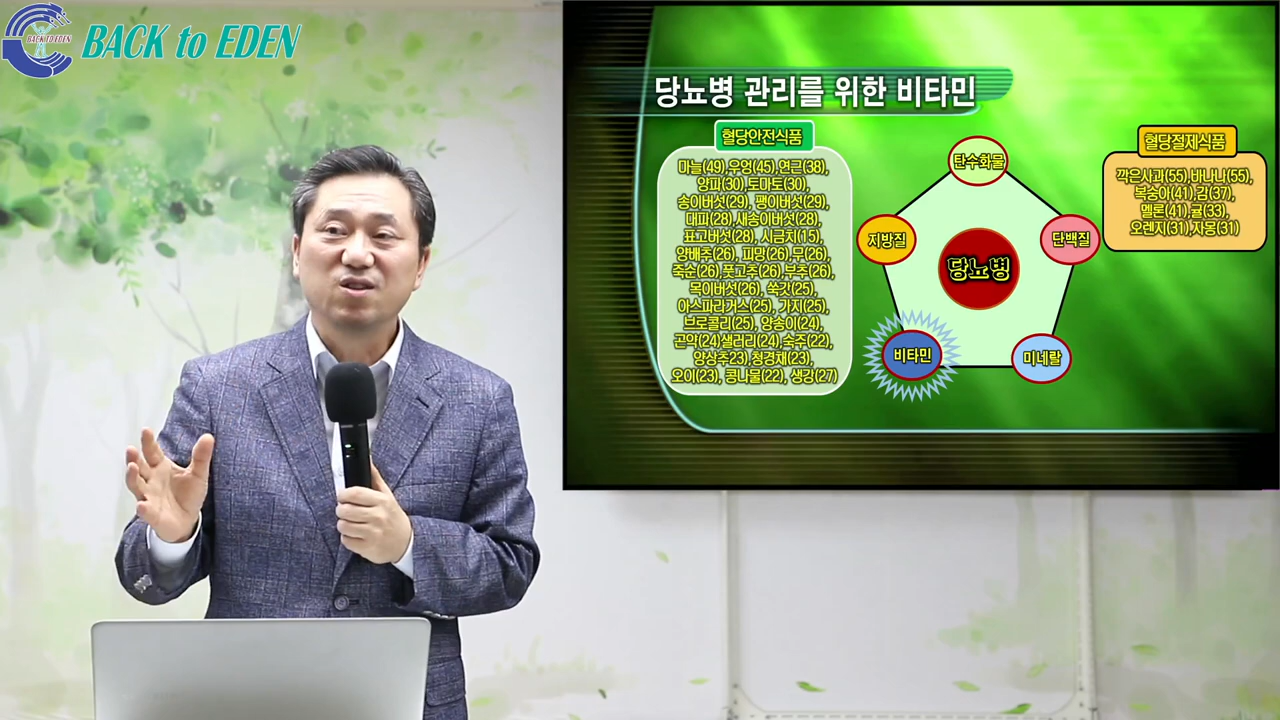 BACK to EDEN
BACK TO EDEN
당뇨병 관리를 위한 비타민
혈당안전식품
마늘(49),우엉(45),연근(38),
양파(30),토마토(30),
송이버섯(29), 팽이버섯(29),
대파(28),새송이버섯(28),
표고버섯(28), 시금치(15),
양배추(26), 피망(26),무(26),
죽순(26),풋고추(26),부추(26),
목이버섯(26), 쑥갓(25),
아스파라거스(25), 가지(25),
브로콜리(25), 양송이(24),
곤약(24)샐러리(24),숙주(22),
양상추23),청경채(23),
오이(23), 콩나물(22), 생강(27)
탄수화물
지방질
단백질
당뇨병
비타민
미네랄
혈당절제식품
깍은사과(55),바나나(55),
복숭아(41),감(37),
멜론(41),귤(33),
오렌지(31),자몽(31)